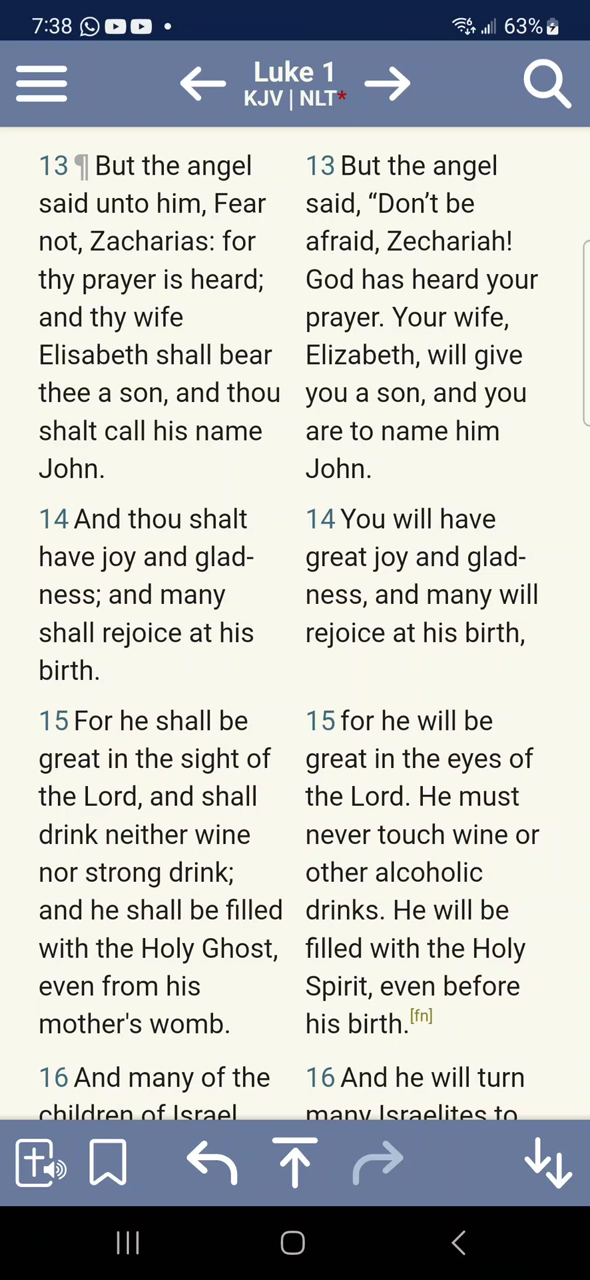 7:38
63%
Luke 1
KJV | NLT*
13 ¶ But the angel
said unto him, Fear
not, Zacharias: for
thy prayer is heard;
and thy wife
Elisabeth shall bear
thee a son, and thou
shalt call his name
John.
14 And thou shalt
have joy and glad-
ness; and many
shall rejoice at his
birth.
15 For he shall be
great in the sight of
the Lord, and shall
drink neither wine
nor strong drink;
and he shall be filled
with the Holy Ghost,
even from his
mother's womb.
16 And many of the
children of Israel
13 But the angel
said, “Don’t be
afraid, Zechariah!
God has heard your
prayer. Your wife,
Elizabeth, will give
you a son, and you
are to name him
John.
14 You will have
great joy and glad-
ness, and many will
rejoice at his birth,
15 for he will be
great in the eyes of
the Lord. He must
never touch wine or
other alcoholic
drinks. He will be
filled with the Holy
Spirit, even before
his birth.[fn]
16 And he will turn
many Israelites to